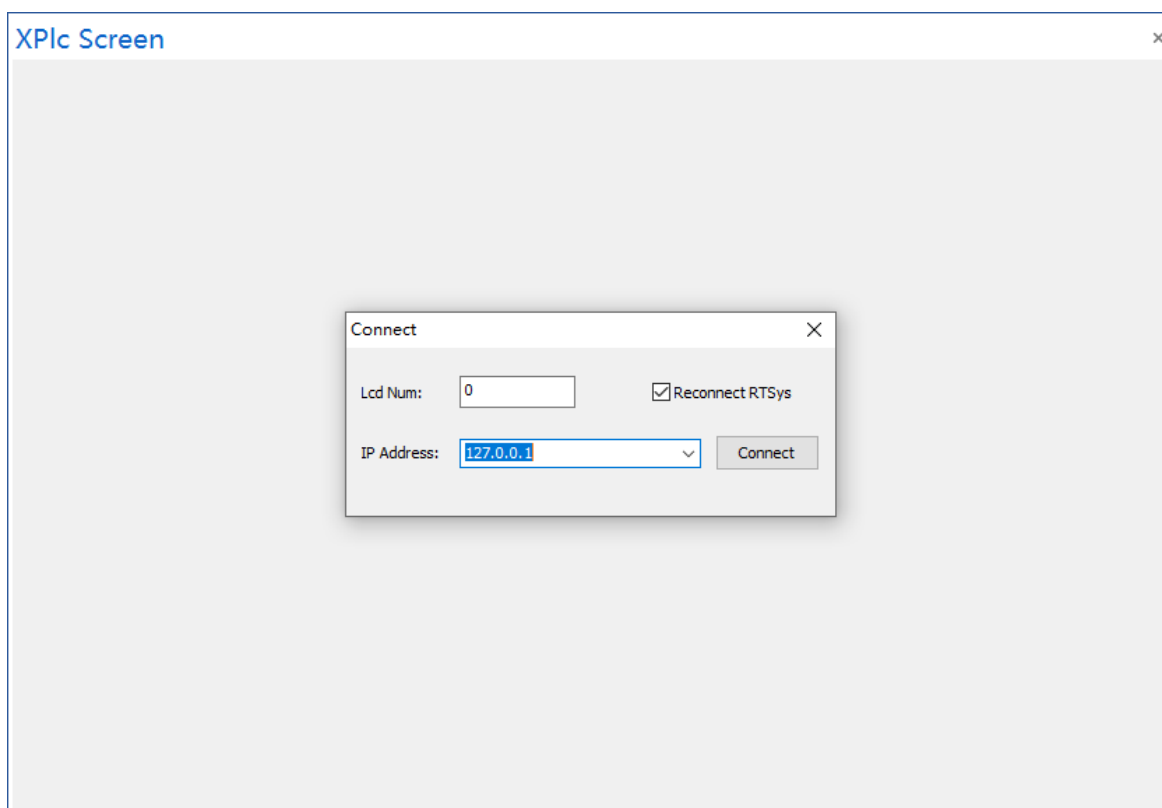 XPlc Screen
Connect
Lcd Num: 0 Reconnect RTSys
IP Address: 127.0.0.1 Connect